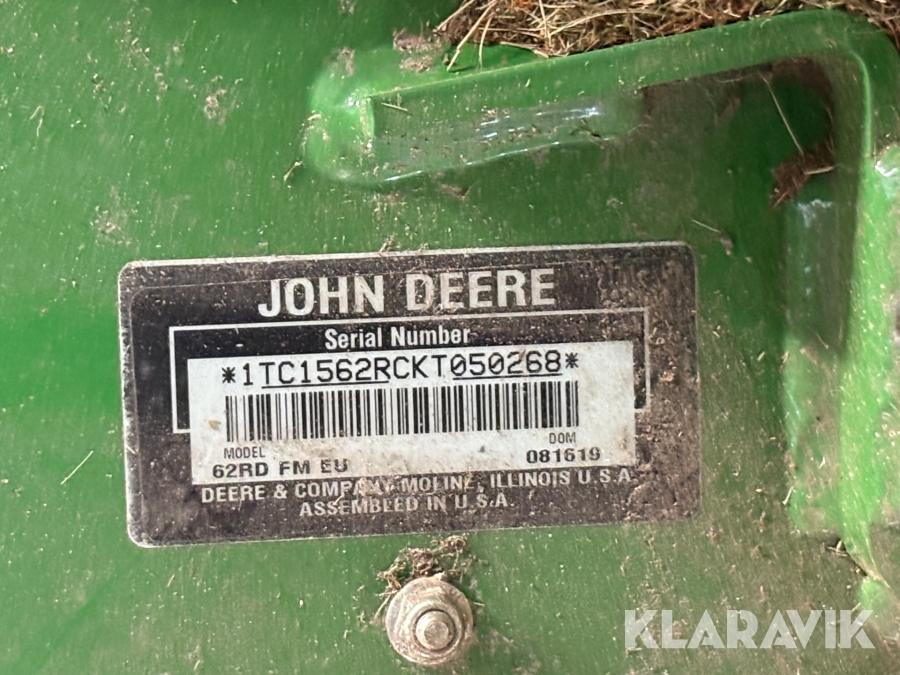 JOHN DEERE
Serial Number
*1TC1562RCKT050268*
MODEL DOM
62RD FM EU 081619
DEERE & COMPANY MOLINE, ILLINOIS U.S.A.
ASSEMBLED IN U.S.A.
KLARAVIK